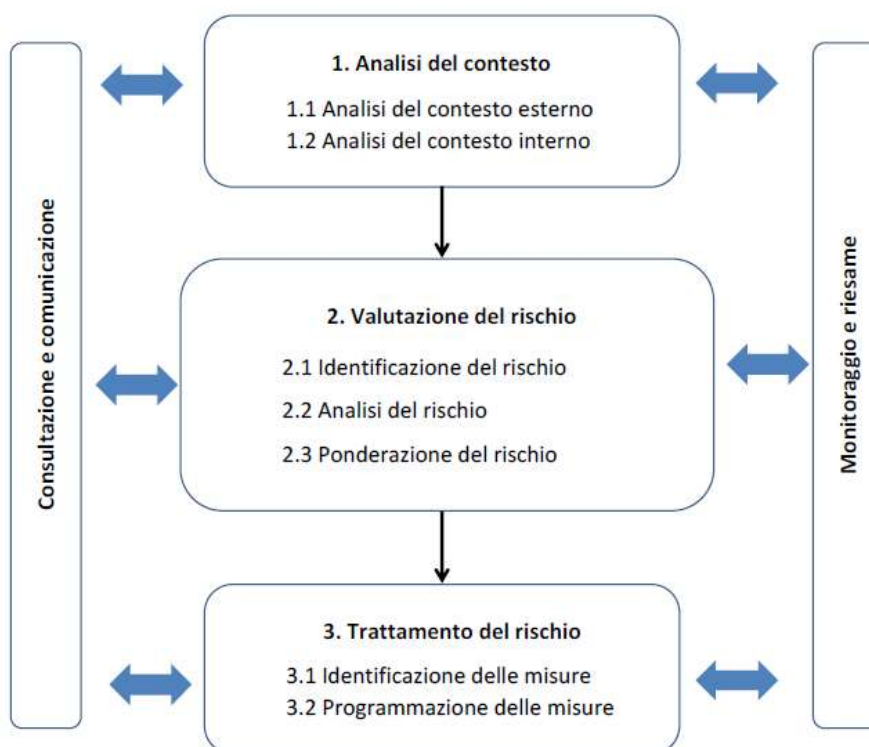 Consultazione e comunicazione
1. Analisi del contesto
1.1 Analisi del contesto esterno
1.2 Analisi del contesto interno
2. Valutazione del rischio
2.1 Identificazione del rischio
2.2 Analisi del rischio
2.3 Ponderazione del rischio
3. Trattamento del rischio
3.1 Identificazione delle misure
3.2 Programmazione delle misure
Monitoraggio e riesame